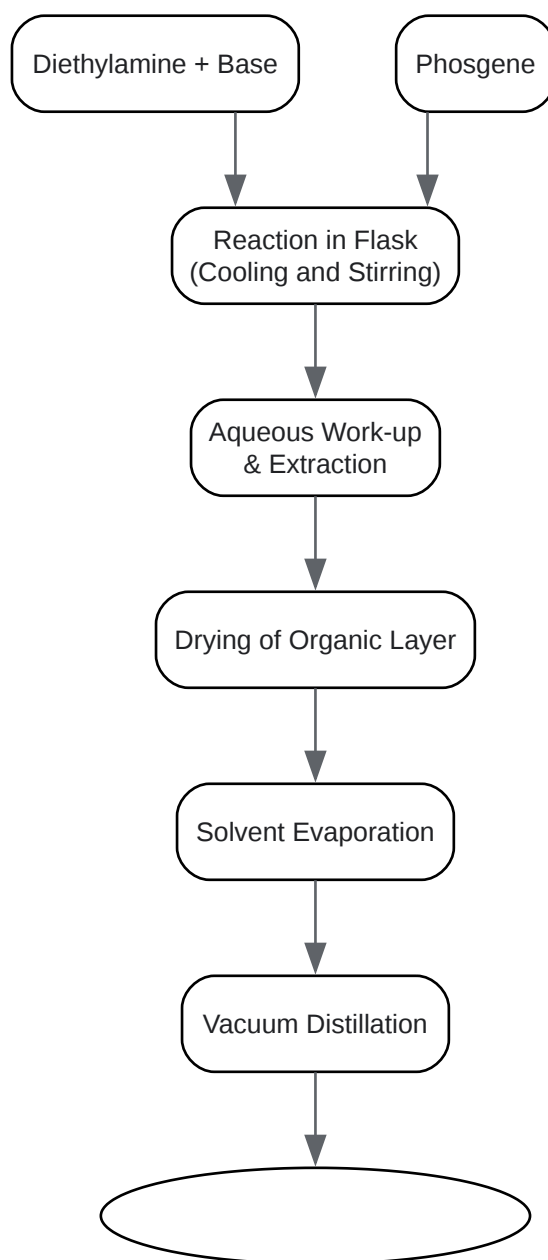 Diethylamine + Base
Phosgene
Reaction in Flask
(Cooling and Stirring)
Aqueous Work-up
& Extraction
Drying of Organic Layer
Solvent Evaporation
Vacuum Distillation